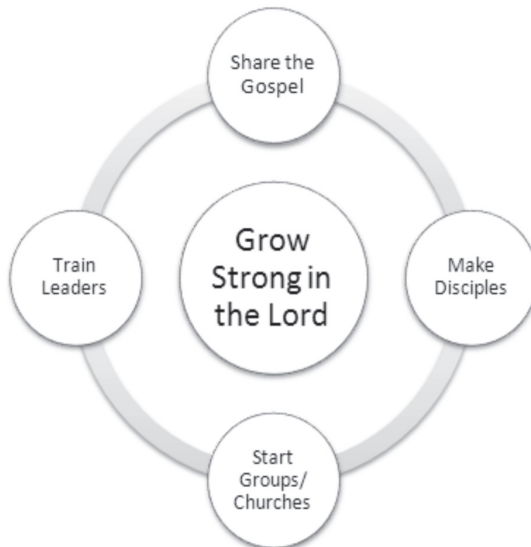 Share the
Gospel
Train
Leaders
Grow
Strong in
the Lord
Make
Disciples
Start
Groups/
Churches